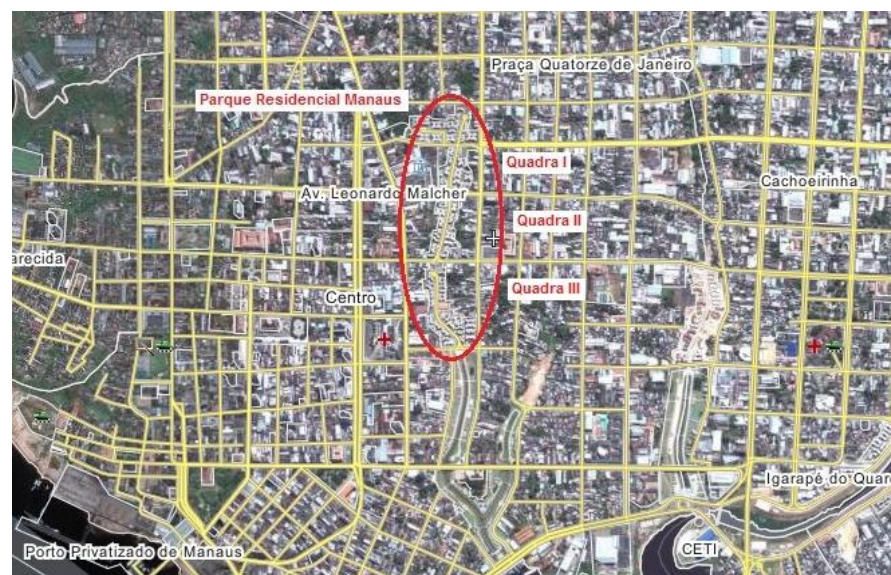 Praça Quatorze de Janeiro
Parque Residencial Manaus
Quadra I
Cachoeirinha
Av. Leonardo Malcher
Quadra II
arecida
Quadra III
Centro
Igarapé do Quare
Porto Privatizado de Manaus
CETI